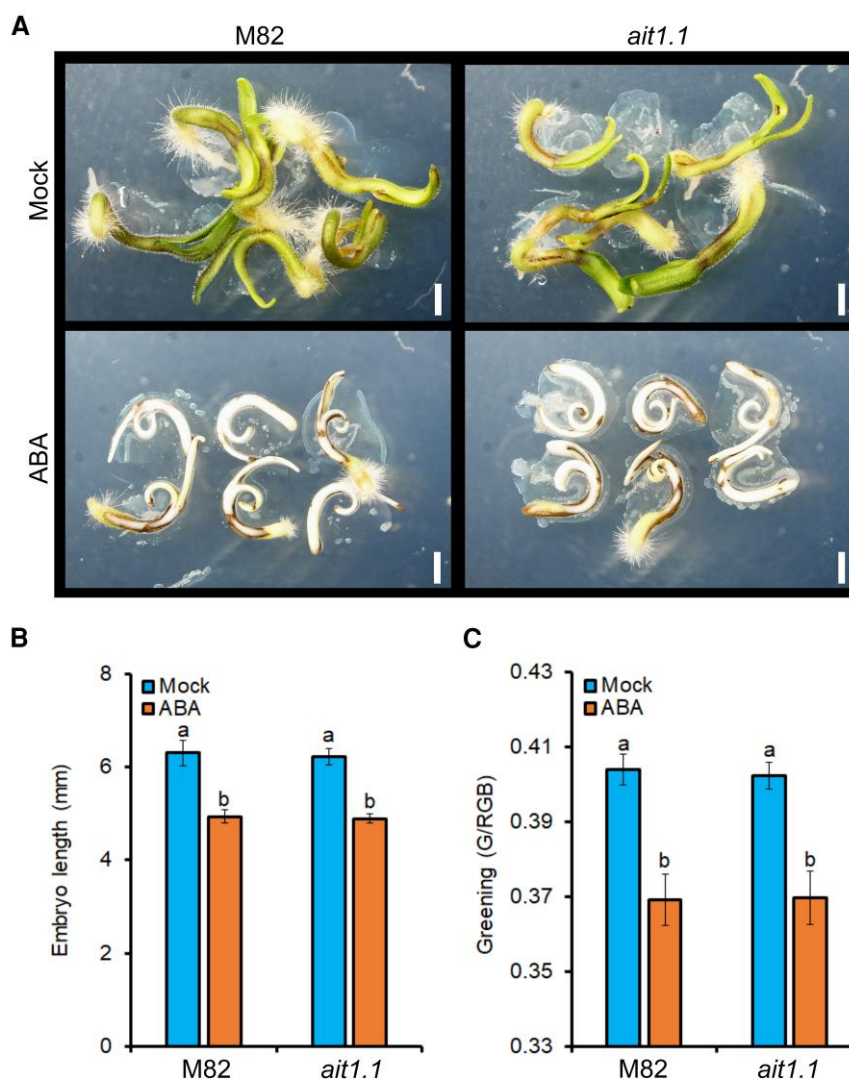 A
M82
ait1.1
Mock
ABA
B
Mock
ABA
Embryo length (mm)
8
6
4
2
0
a
b
a
b
M82
ait1.1
C
Mock
ABA
Greening (G/RGB)
0.43
0.41
0.39
0.37
0.35
0.33
a
b
a
b
M82
ait1.1